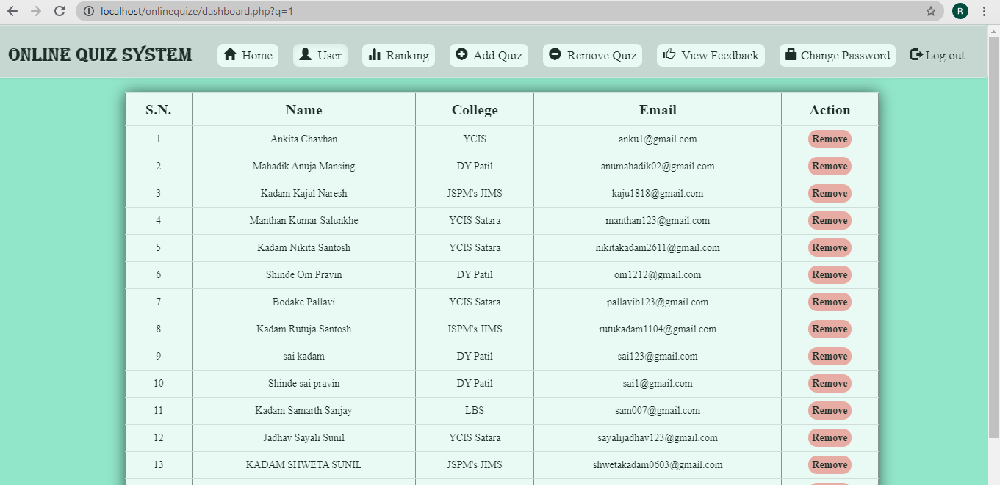 localhost/onlinequize/dashboard.php?q=1 R
ONLINE QUIZ SYSTEM Home User Ranking Add Quiz Remove Quiz View Feedback Change Password Log out
S.N. Name College Email Action
1 Ankita Chavhan YCIS anku1@gmail.com Remove
2 Mahadik Anuja Mansing DY Patil anumahadik02@gmail.com Remove
3 Kadam Kajal Naresh JSPM's JIMS kaju1818@gmail.com Remove
4 Manthan Kumar Salunkhe YCIS Satara manthan123@gmail.com Remove
5 Kadam Nikita Santosh YCIS Satara nikitakadam2611@gmail.com Remove
6 Shinde Om Pravin DY Patil om1212@gmail.com Remove
7 Bodake Pallavi YCIS Satara pallavib123@gmail.com Remove
8 Kadam Rutuja Santosh JSPM's JIMS rutukadam1104@gmail.com Remove
9 sai kadam DY Patil sai123@gmail.com Remove
10 Shinde sai pravin DY Patil sai1@gmail.com Remove
11 Kadam Samarth Sanjay LBS sam007@gmail.com Remove
12 Jadhav Sayali Sunil YCIS Satara sayalijadhav123@gmail.com Remove
13 KADAM SHWETA SUNIL JSPM's JIMS shwetakadam0603@gmail.com Remove